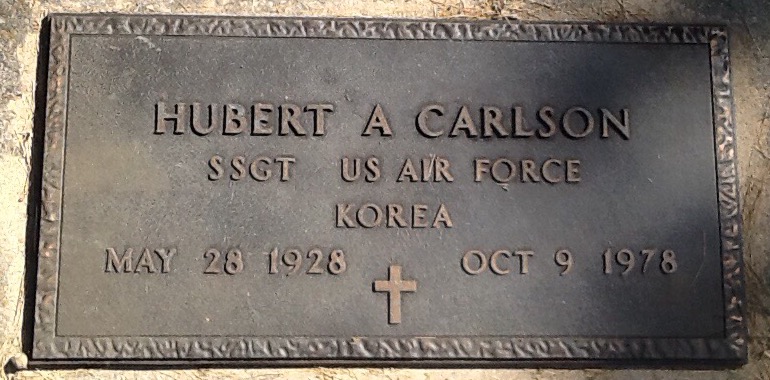 HUBERT A CARLSON
SSGT US AIR FORCE
KOREA
MAY 28 1928 OCT 9 1978